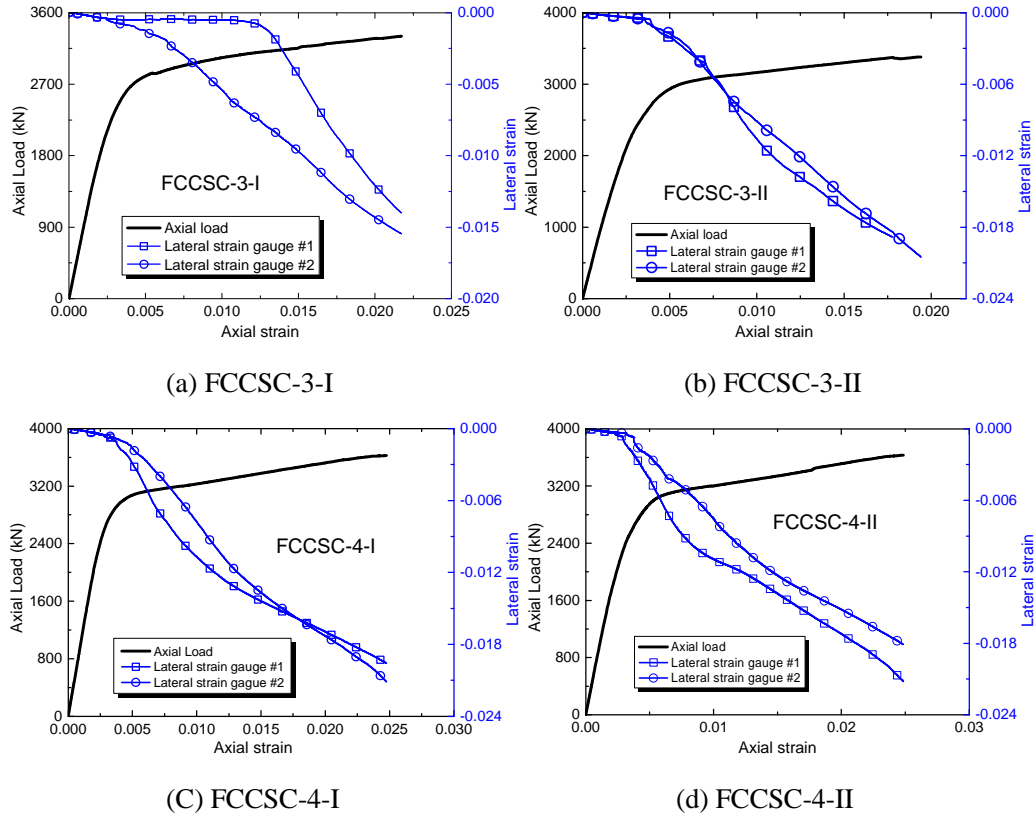 3600
2700
1800
900
0
Axial Load (kN)
0.000
-0.005
-0.010
-0.015
-0.020
Lateral strain
FCCSC-3-I
Axial load
Lateral strain gauge #1
Lateral strain gauge #2
0.000 0.005 0.010 0.015 0.020 0.025
Axial strain
(a) FCCSC-3-I
4000
3000
2000
1000
0
Axial Load (kN)
0.000
-0.006
-0.012
-0.018
-0.024
Lateral strain
FCCSC-3-II
Axial load
Lateral strain gauge #1
Lateral strain gauge #2
0.000 0.005 0.010 0.015 0.020
Axial strain
(b) FCCSC-3-II
4000
3200
2400
1600
800
0
Axial Load (kN)
0.000
-0.006
-0.012
-0.018
-0.024
Lateral strain
FCCSC-4-I
Axial Load
Lateral strain gauge #1
Lateral strain gague #2
0.000 0.005 0.010 0.015 0.020 0.025 0.030
Axial strain
(C) FCCSC-4-I
4000
3200
2400
1600
800
0
Axial Load (kN)
0.000
-0.006
-0.012
-0.018
-0.024
Lateral strain
FCCSC-4-II
Axial load
Lateral strain gauge #1
Lateral strain gauge #2
0.00 0.01 0.02 0.03
Axial strain
(d) FCCSC-4-II